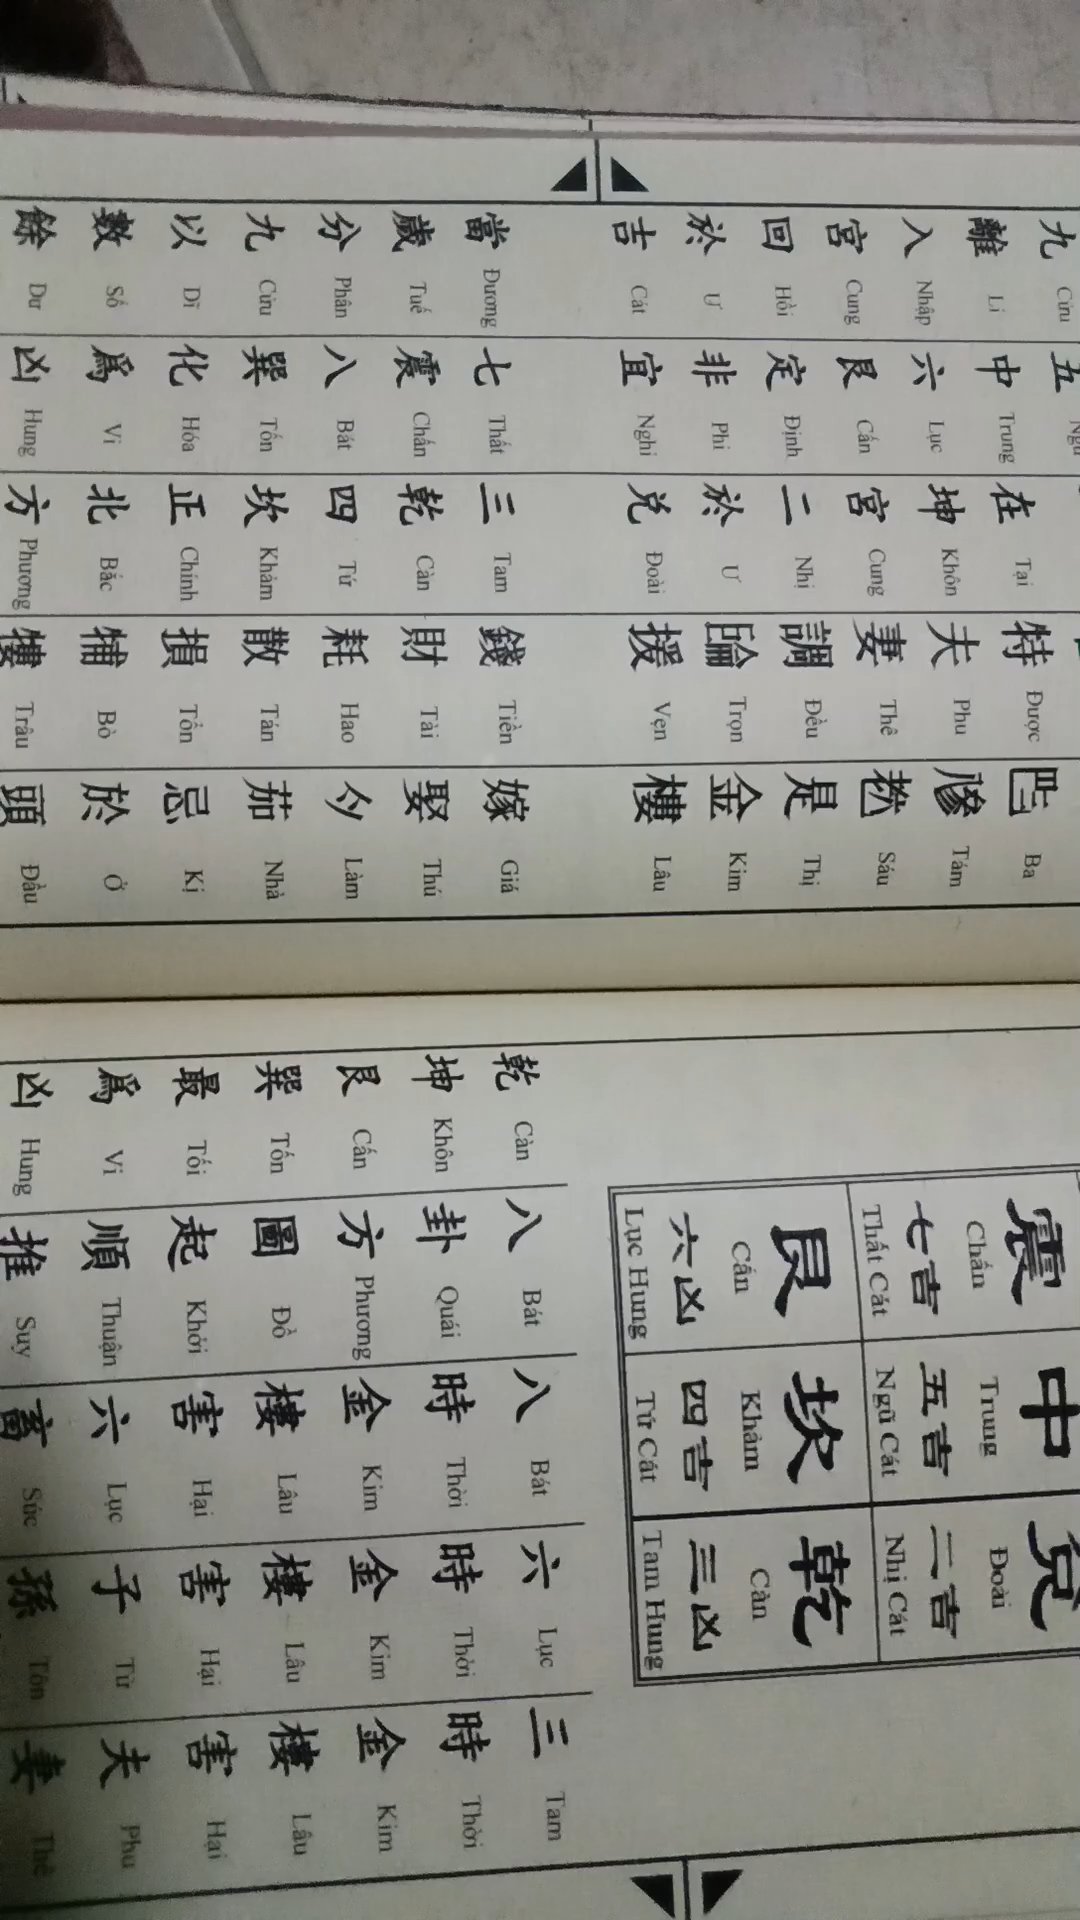 震 中 兌
Chấn Trung Đoài
七吉 五吉 二吉
Thất Cát Ngũ Cát Nhị Cát
艮 坎 乾
Cấn Khảm Càn
六凶 四吉 三凶
Lục Hung Tứ Cát Tam Hung
三時金樓害夫妻
Tam Thời Kim Lâu Hại Phu Thê
六時金樓害子孫
Lục Thời Kim Lâu Hại Tử Tôn
八時金樓害六畜
Bát Thời Kim Lâu Hại Lục Súc
八卦方圖起順推
Bát Quái Phương Đồ Khởi Thuận Suy
乾坤艮巽最爲凶
Càn Khôn Cấn Tốn Tối Vi Hung
是金樓
Ba Tám Sáu Thị Kim Lâu
特夫妻調論援
Được Phu Thê Đều Trọn Vẹn
在坤宮二於兌
Tại Khôn Cung Nhị Ư Đoài
五中六艮定非宜
Trung Lục Cấn Định Phi Nghi
九離入宮回於吉
Cửu Li Nhập Cung Hồi Ư Cát
嫁娶茄忌於頭
Giá Thú Làm Nhà Kị Ở Đầu
錢財耗散損犕㹎
Tiền Tài Hao Tán Tổn Bò Trâu
三乾四坎正北方
Tam Càn Tứ Khảm Chính Bắc Phương
七震八巽化爲凶
Thất Chấn Bát Tốn Hóa Vi Hung
當歲分九以數餘
Đương Tuế Phân Cửu Dĩ Số Dư